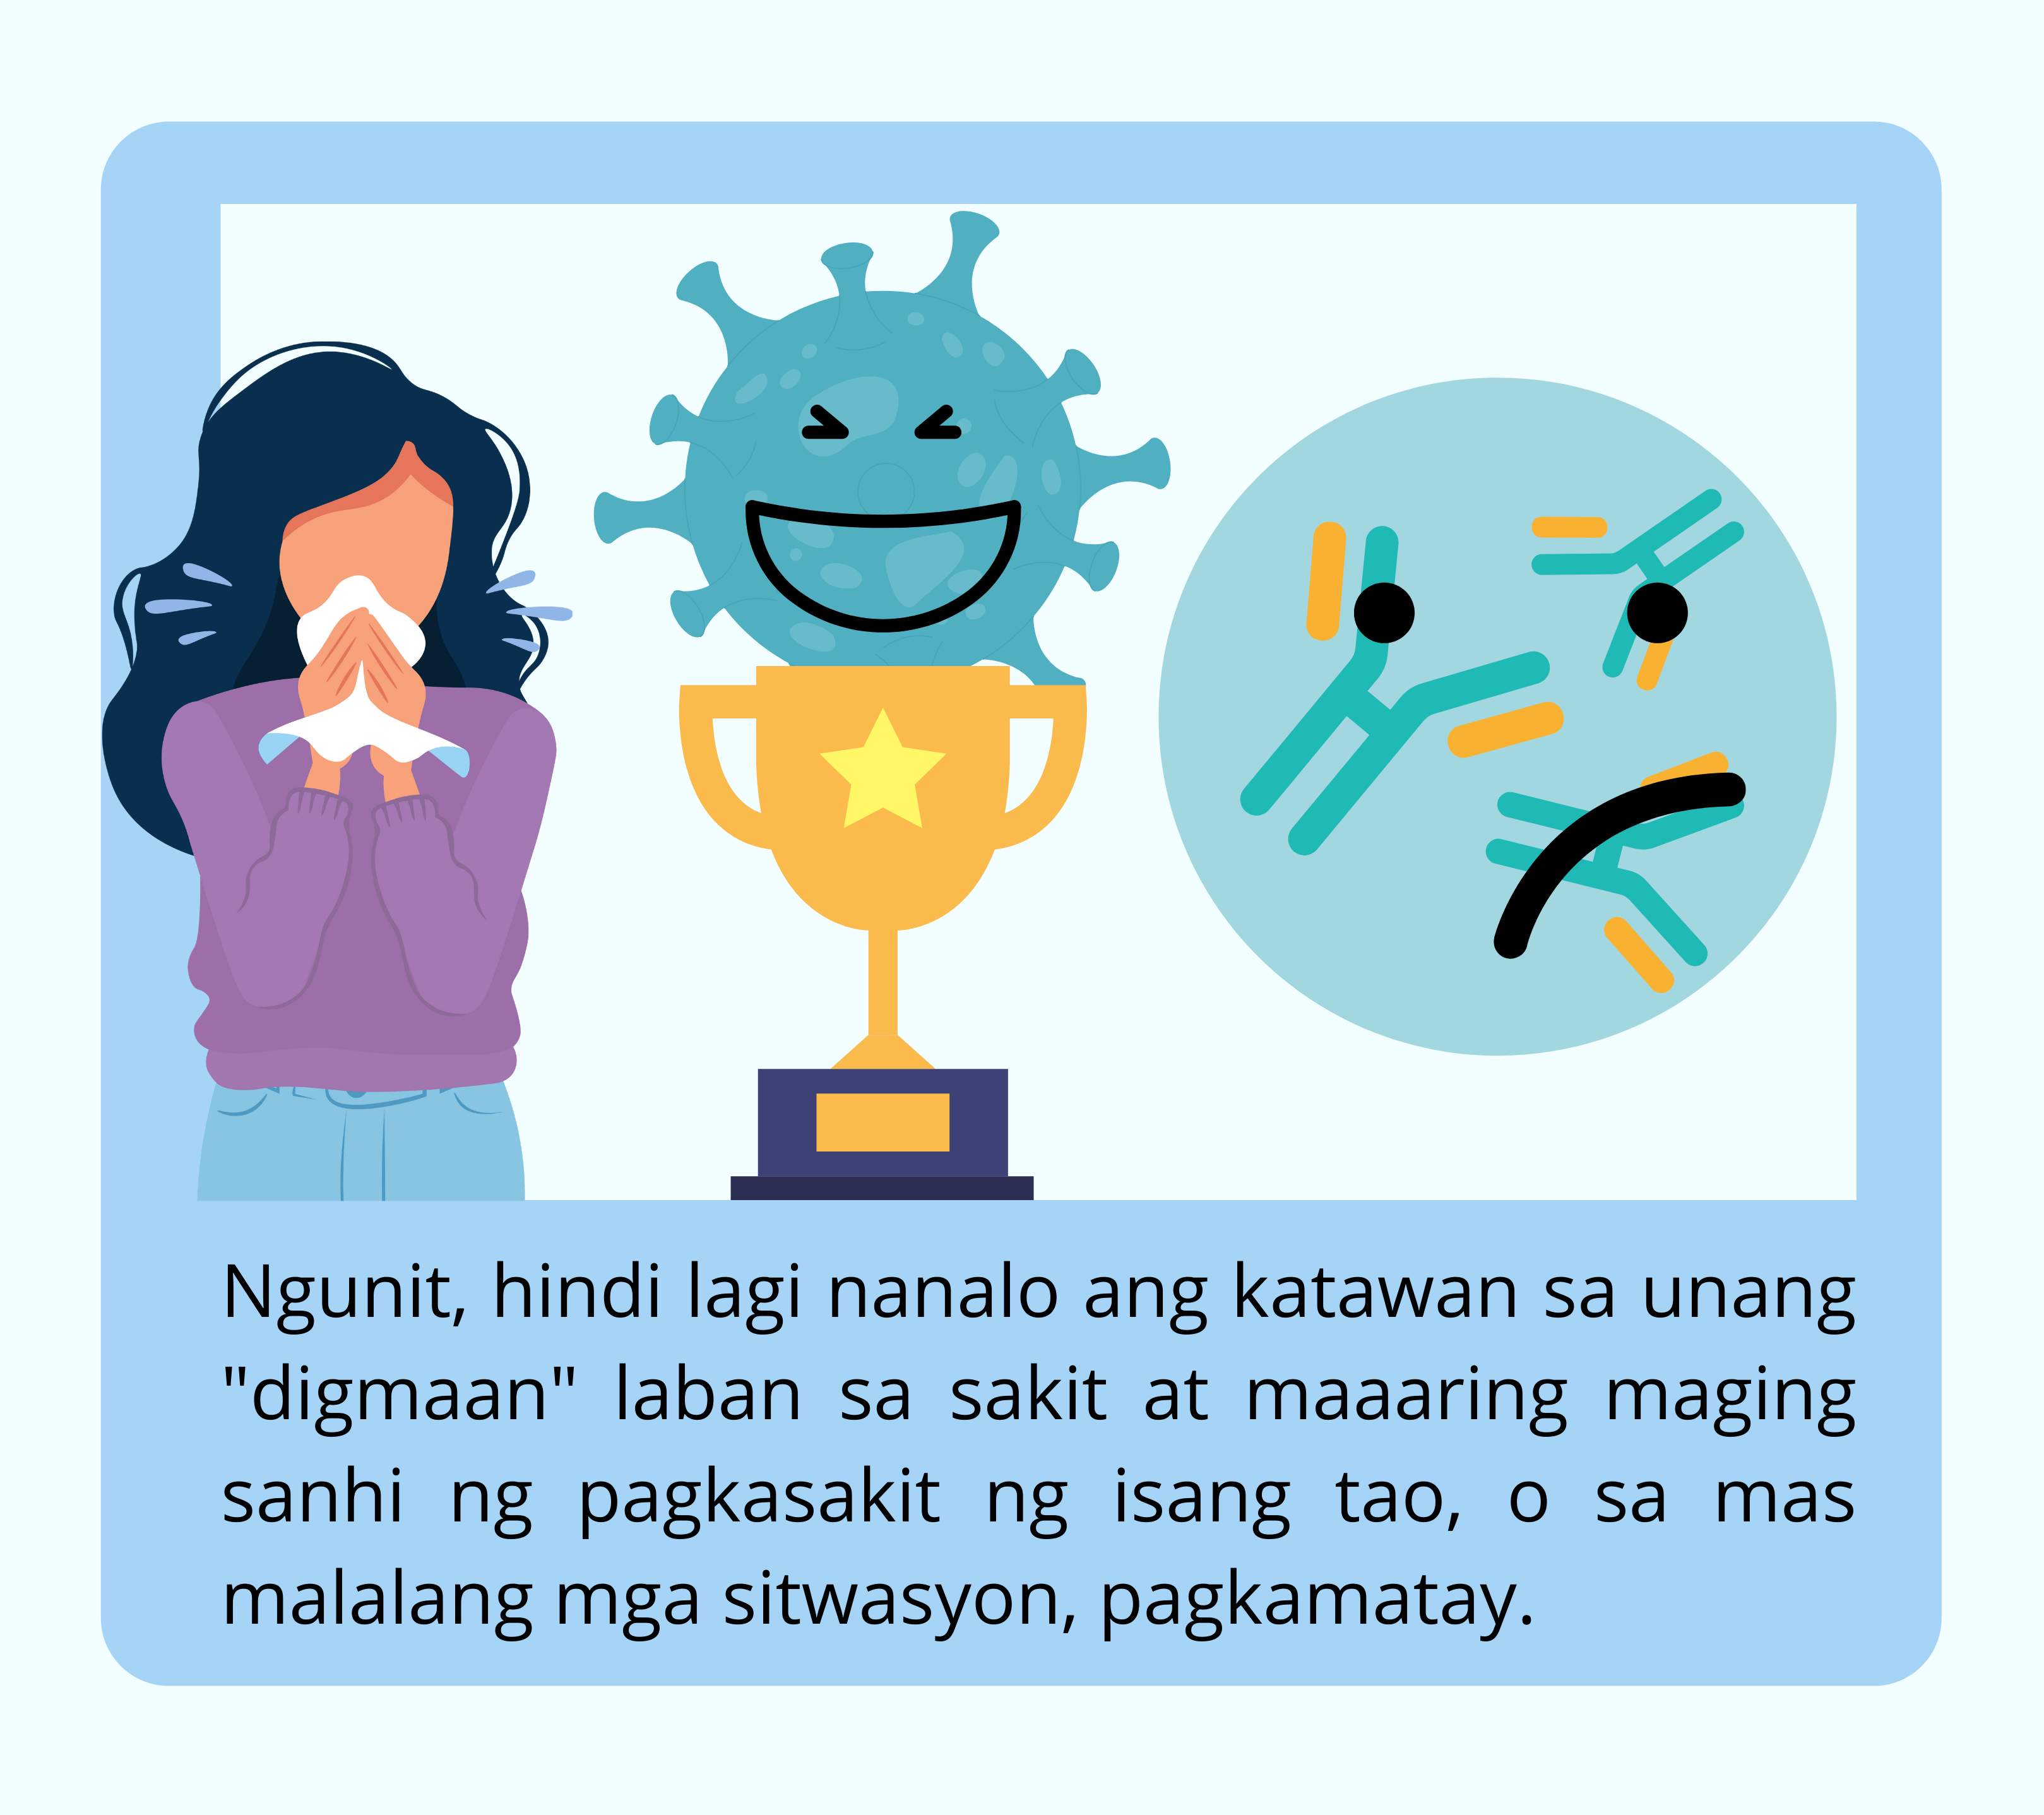 Ngunit, hindi lagi nanalo ang katawan sa unang
"digmaan" laban sa sakit at maaaring maging
sanhi ng pagkasakit ng isang tao, o sa mas
malalang mga sitwasyon, pagkamatay.